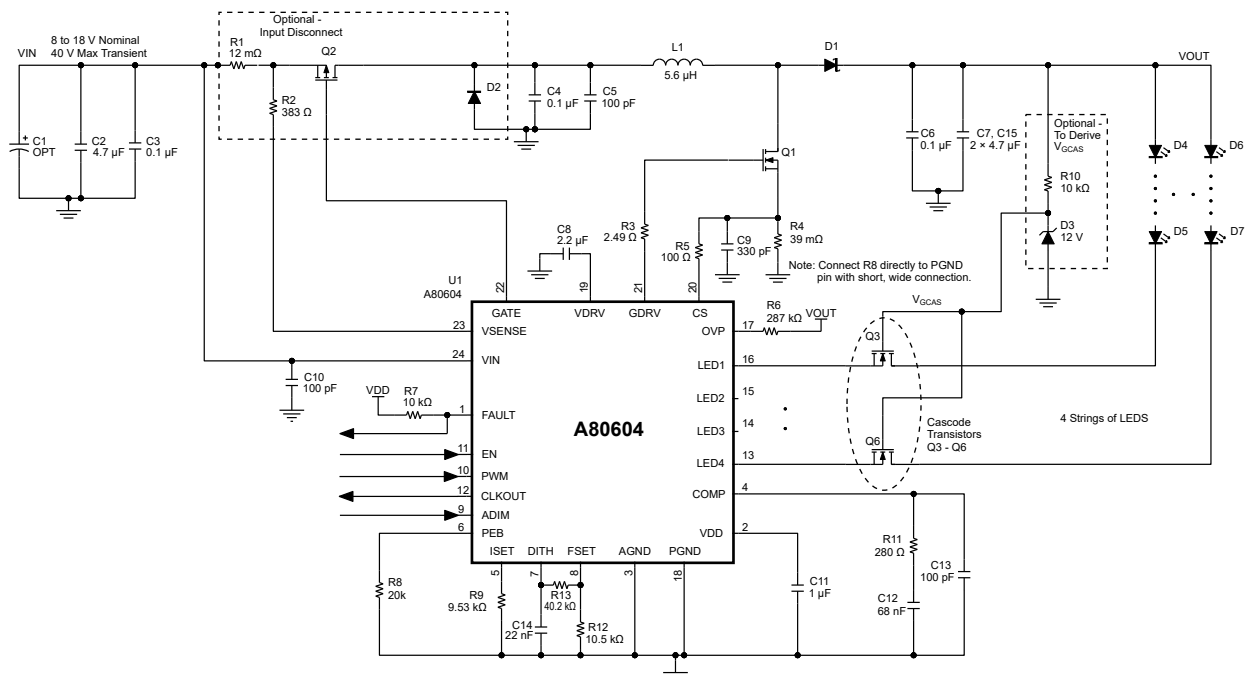 8 to 18 V Nominal
40 V Max Transient
VIN
Optional -
Input Disconnect
R1
12 mΩ
Q2
R2
383 Ω
D2
C1
OPT
+
C2
4.7 µF
C3
0.1 µF
C4
0.1 µF
C5
100 pF
L1
5.6 µH
D1
VOUT
Q1
C6
0.1 µF
C7, C15
2 × 4.7 µF
Optional -
To Derive
VGCAS
R10
10 kΩ
D3
12 V
D4
D6
D5
D7
R3
2.49 Ω
R5
100 Ω
C9
330 pF
R4
39 mΩ
C8
2.2 µF
Note: Connect R8 directly to PGND
pin with short, wide connection.
U1
A80604
22
19
21
20
GATE
VDRV
GDRV
CS
R6
287 kΩ
VOUT
VGCAS
23
VSENSE
OVP
17
24
VIN
LED1
16
Q3
C10
100 pF
VDD
R7
10 kΩ
LED2
15
1
FAULT
A80604
LED3
14
Cascode
Transistors
Q3 - Q6
4 Strings of LEDS
11
EN
Q6
LED4
13
10
PWM
12
CLKOUT
COMP
4
9
ADIM
6
PEB
VDD
2
ISET
DITH
FSET
AGND
PGND
5
7
8
3
18
R8
20k
R9
9.53 kΩ
R13
40.2 kΩ
C14
22 nF
R12
10.5 kΩ
C11
1 µF
R11
280 Ω
C12
68 nF
C13
100 pF